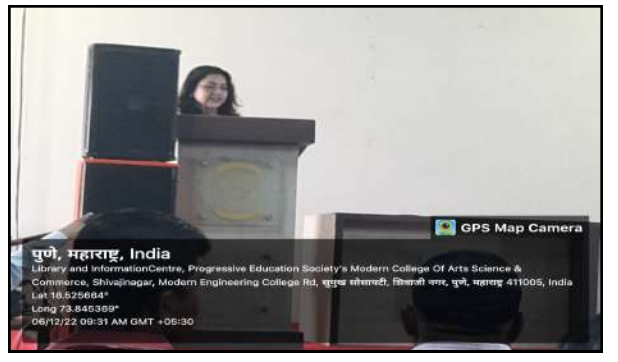 GPS Map Camera
पुणे, महाराष्ट्र, India
Library and InformationCentre, Progressive Education Society's Modern College Of Arts Science &
Commerce, Shivajinagar, Modern Engineering College Rd, सुमुख सोसायटी, शिवाजी नगर, पुणे, महाराष्ट्र 411005, India
Lat 18.525664°
Long 73.845369°
06/12/22 09:31 AM GMT +05:30